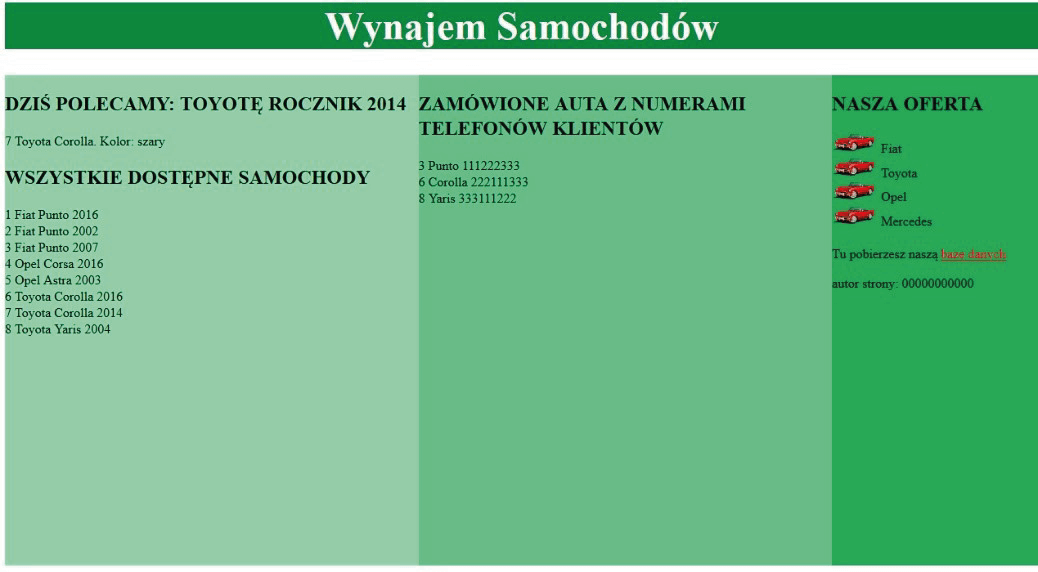 Wynajem Samochodów
DZIŚ POLECAMY: TOYOTĘ ROCZNIK 2014
7 Toyota Corolla. Kolor: szary
WSZYSTKIE DOSTĘPNE SAMOCHODY
1 Fiat Punto 2016
2 Fiat Punto 2002
3 Fiat Punto 2007
4 Opel Corsa 2016
5 Opel Astra 2003
6 Toyota Corolla 2016
7 Toyota Corolla 2014
8 Toyota Yaris 2004
ZAMÓWIONE AUTA Z NUMERAMI
TELEFONÓW KLIENTÓW
3 Punto 111222333
6 Corolla 222111333
8 Yaris 333111222
NASZA OFERTA
Fiat
Toyota
Opel
Mercedes
Tu pobierzesz naszą bazę danych
autor strony: 00000000000